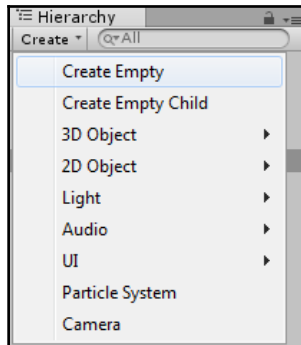 Hierarchy
Create All
Create Empty
Create Empty Child
3D Object
2D Object
Light
Audio
UI
Particle System
Camera